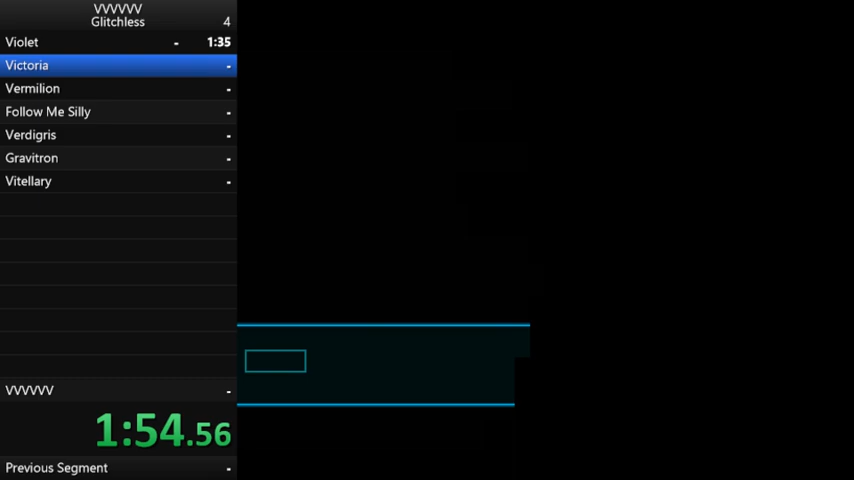 VVVVVV
Glitchless 4
Violet - 1:35
Victoria -
Vermilion -
Follow Me Silly -
Verdigris -
Gravitron -
Vitellary -
VVVVVV -
1:54.56
Previous Segment -